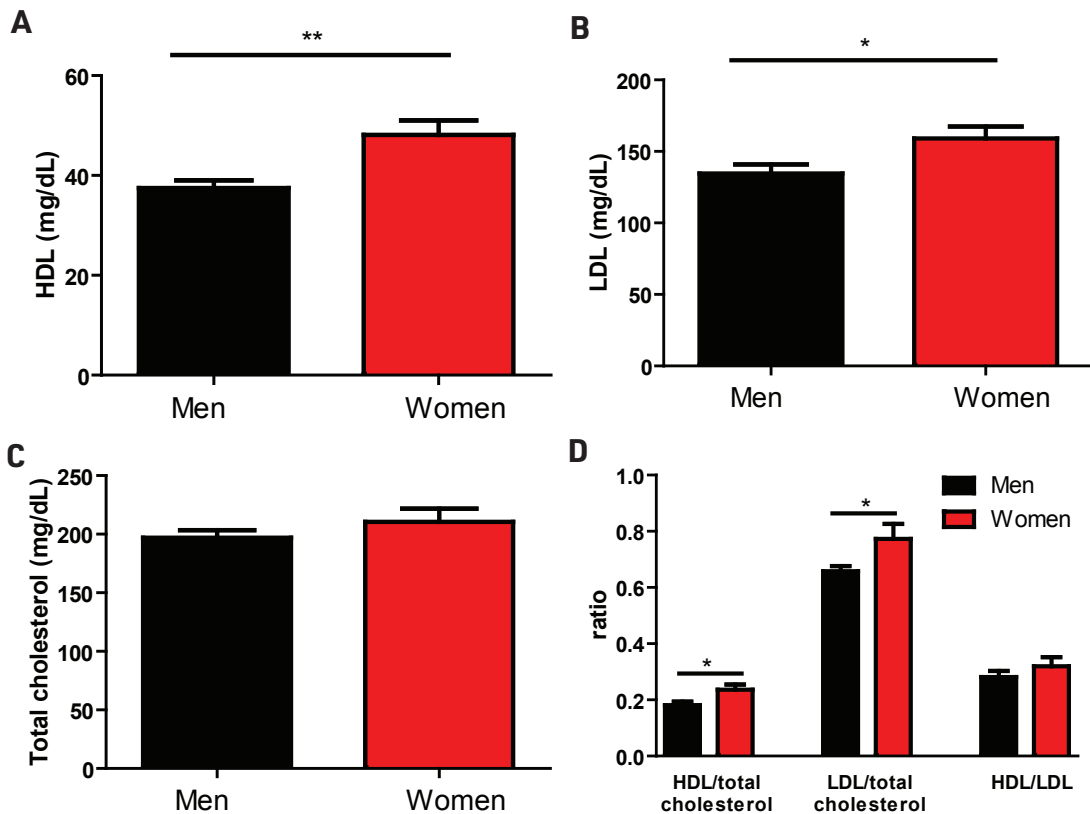 A
**
HDL (mg/dL)
60
40
20
0
Men
Women
B
*
LDL (mg/dL)
200
150
100
50
0
Men
Women
C
Total cholesterol (mg/dL)
250
200
150
100
50
0
Men
Women
D
ratio
1.0
0.8
0.6
0.4
0.2
0.0
Men
Women
*
*
HDL/total
cholesterol
LDL/total
cholesterol
HDL/LDL